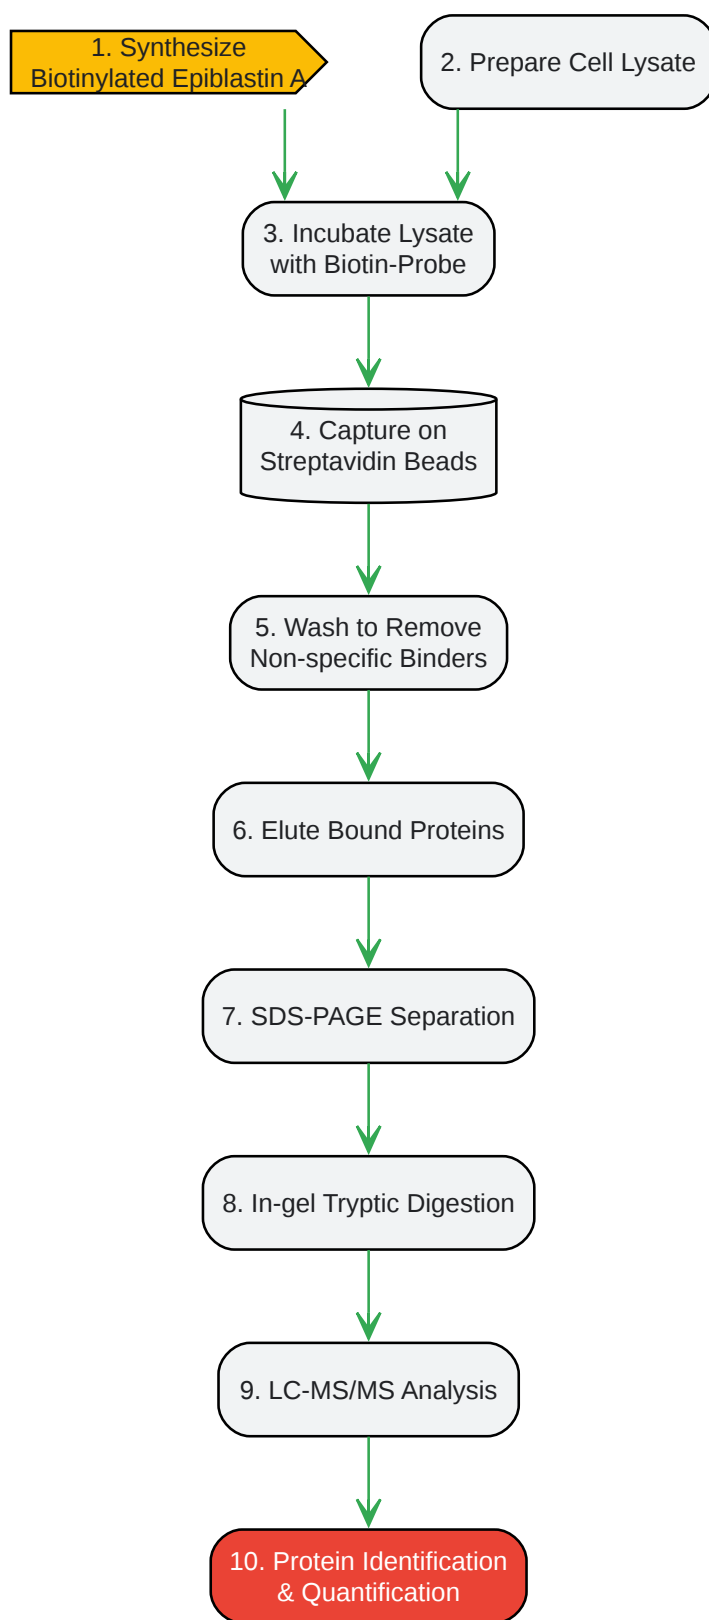 1. Synthesize
Biotinylated Epiblastin A
2. Prepare Cell Lysate
3. Incubate Lysate
with Biotin-Probe
4. Capture on
Streptavidin Beads
5. Wash to Remove
Non-specific Binders
6. Elute Bound Proteins
7. SDS-PAGE Separation
8. In-gel Tryptic Digestion
9. LC-MS/MS Analysis
10. Protein Identification
& Quantification